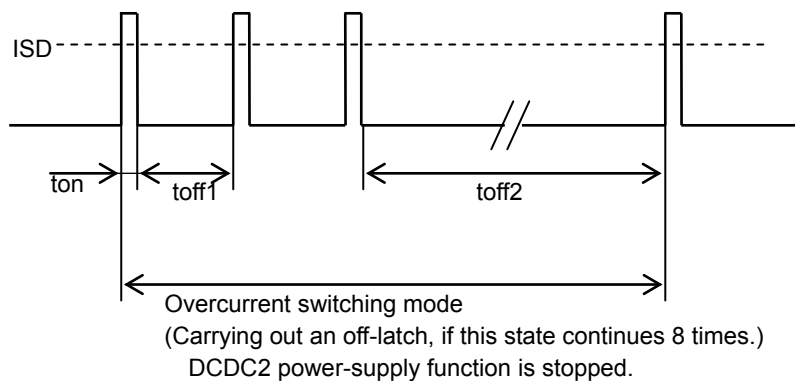 ISD
ton
toff1
toff2
Overcurrent switching mode
(Carrying out an off-latch, if this state continues 8 times.)
DCDC2 power-supply function is stopped.